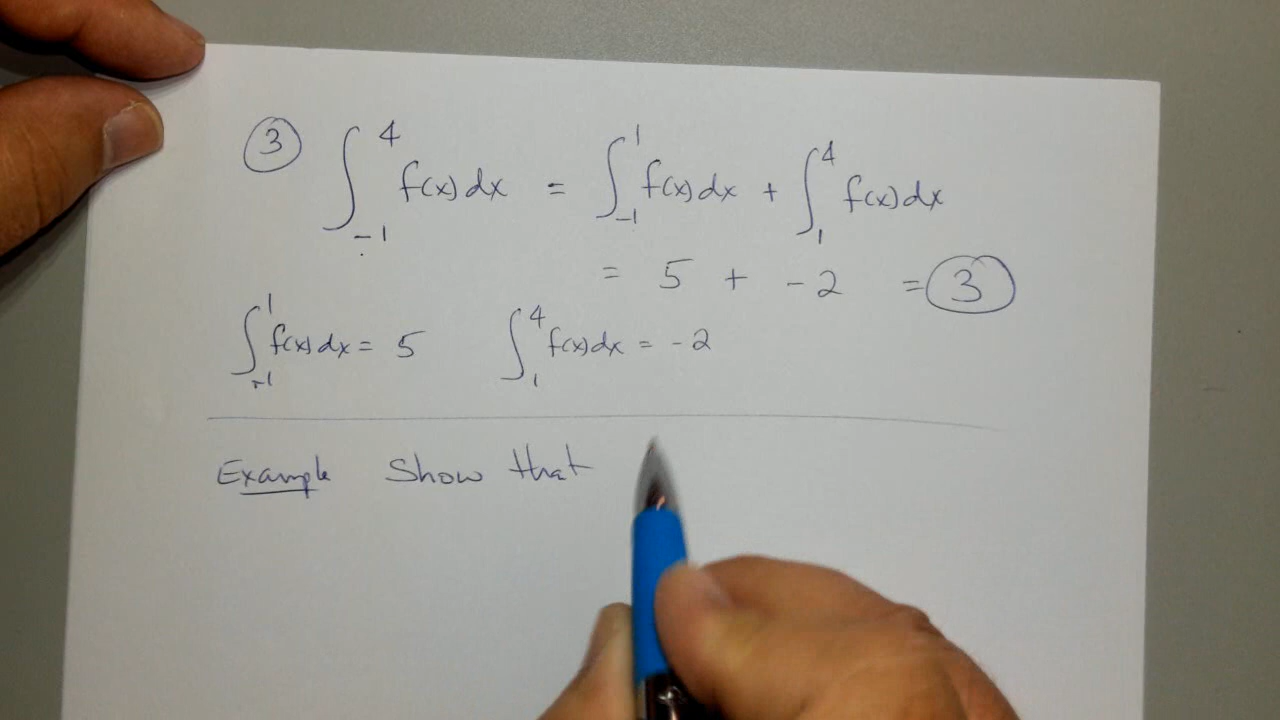 ③ ∫₋₁⁴ f(x) dx = ∫₋₁¹ f(x) dx + ∫₁⁴ f(x) dx
= 5 + -2 = ③
∫₋₁¹ f(x) dx = 5 ∫₁⁴ f(x) dx = -2
Example Show that